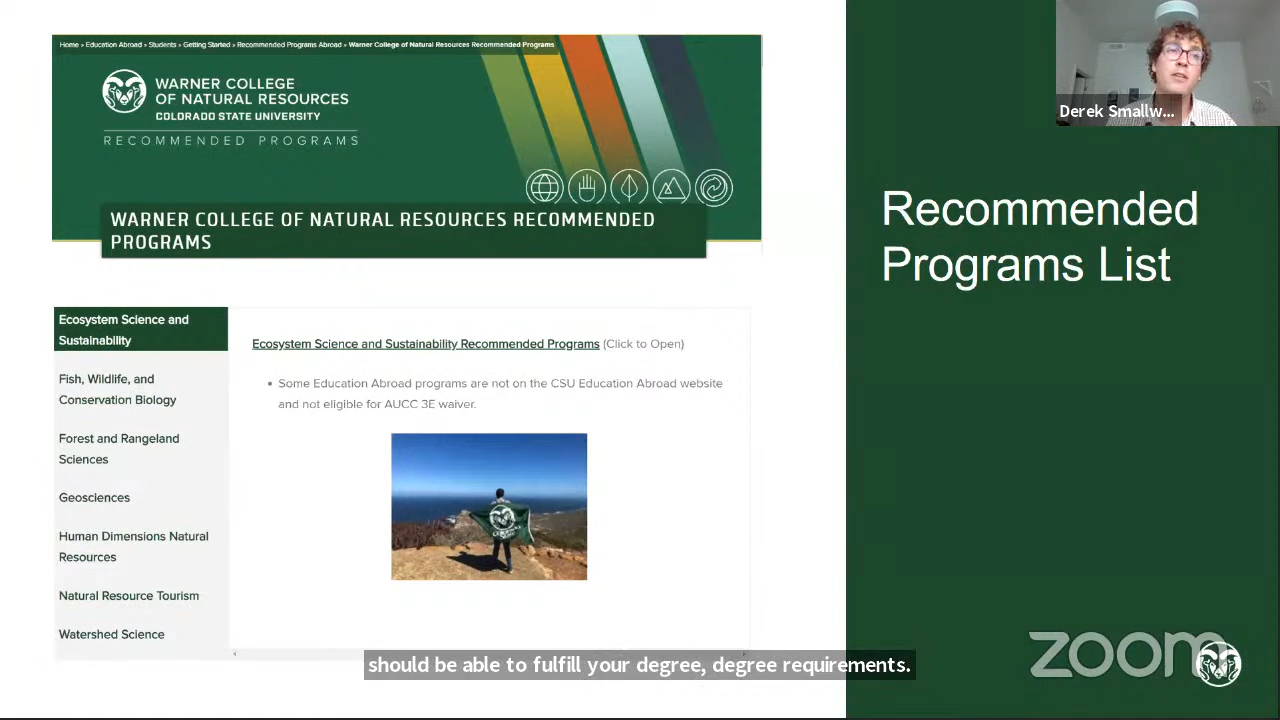 Home » Education Abroad » Students » Getting Started » Recommended Programs Abroad » Warner College of Natural Resources Recommended Programs
WARNER COLLEGE
OF NATURAL RESOURCES
COLORADO STATE UNIVERSITY
RECOMMENDED PROGRAMS
WARNER COLLEGE OF NATURAL RESOURCES RECOMMENDED
PROGRAMS
Ecosystem Science and
Sustainability
Fish, Wildlife, and
Conservation Biology
Forest and Rangeland
Sciences
Geosciences
Human Dimensions Natural
Resources
Natural Resource Tourism
Watershed Science
Ecosystem Science and Sustainability Recommended Programs (Click to Open)
• Some Education Abroad programs are not on the CSU Education Abroad website
and not eligible for AUCC 3E waiver.
Derek Smallw...
Recommended
Programs List
should be able to fulfill your degree, degree requirements.
zoom